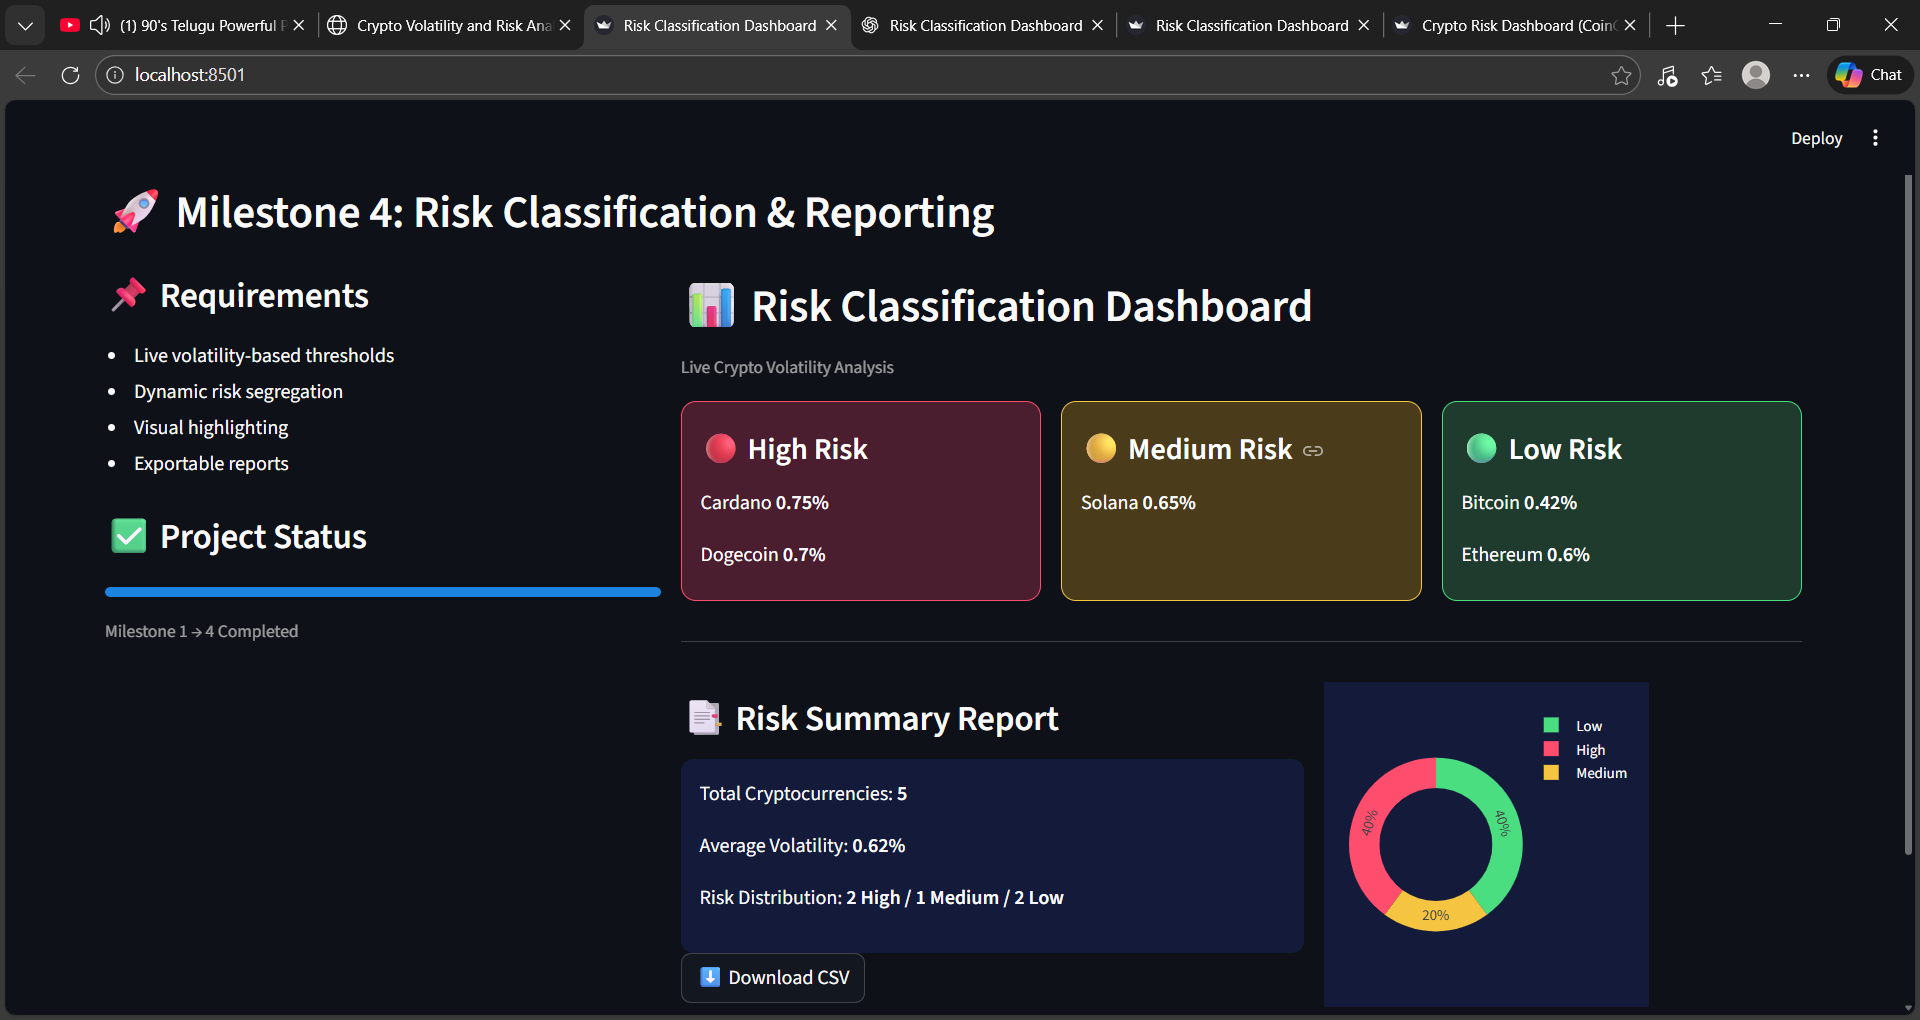 (1) 90's Telugu Powerful
Crypto Volatility and Risk Ana
Risk Classification Dashboard
Risk Classification Dashboard
Risk Classification Dashboard
Crypto Risk Dashboard (Coin
localhost:8501
Chat
Deploy
Milestone 4: Risk Classification & Reporting
Requirements
• Live volatility-based thresholds
• Dynamic risk segregation
• Visual highlighting
• Exportable reports
Project Status
Milestone 1 → 4 Completed
Risk Classification Dashboard
Live Crypto Volatility Analysis
High Risk
Cardano 0.75%
Dogecoin 0.7%
Medium Risk
Solana 0.65%
Low Risk
Bitcoin 0.42%
Ethereum 0.6%
Risk Summary Report
Total Cryptocurrencies: 5
Average Volatility: 0.62%
Risk Distribution: 2 High / 1 Medium / 2 Low
Download CSV
Low
High
Medium
40%
40%
20%